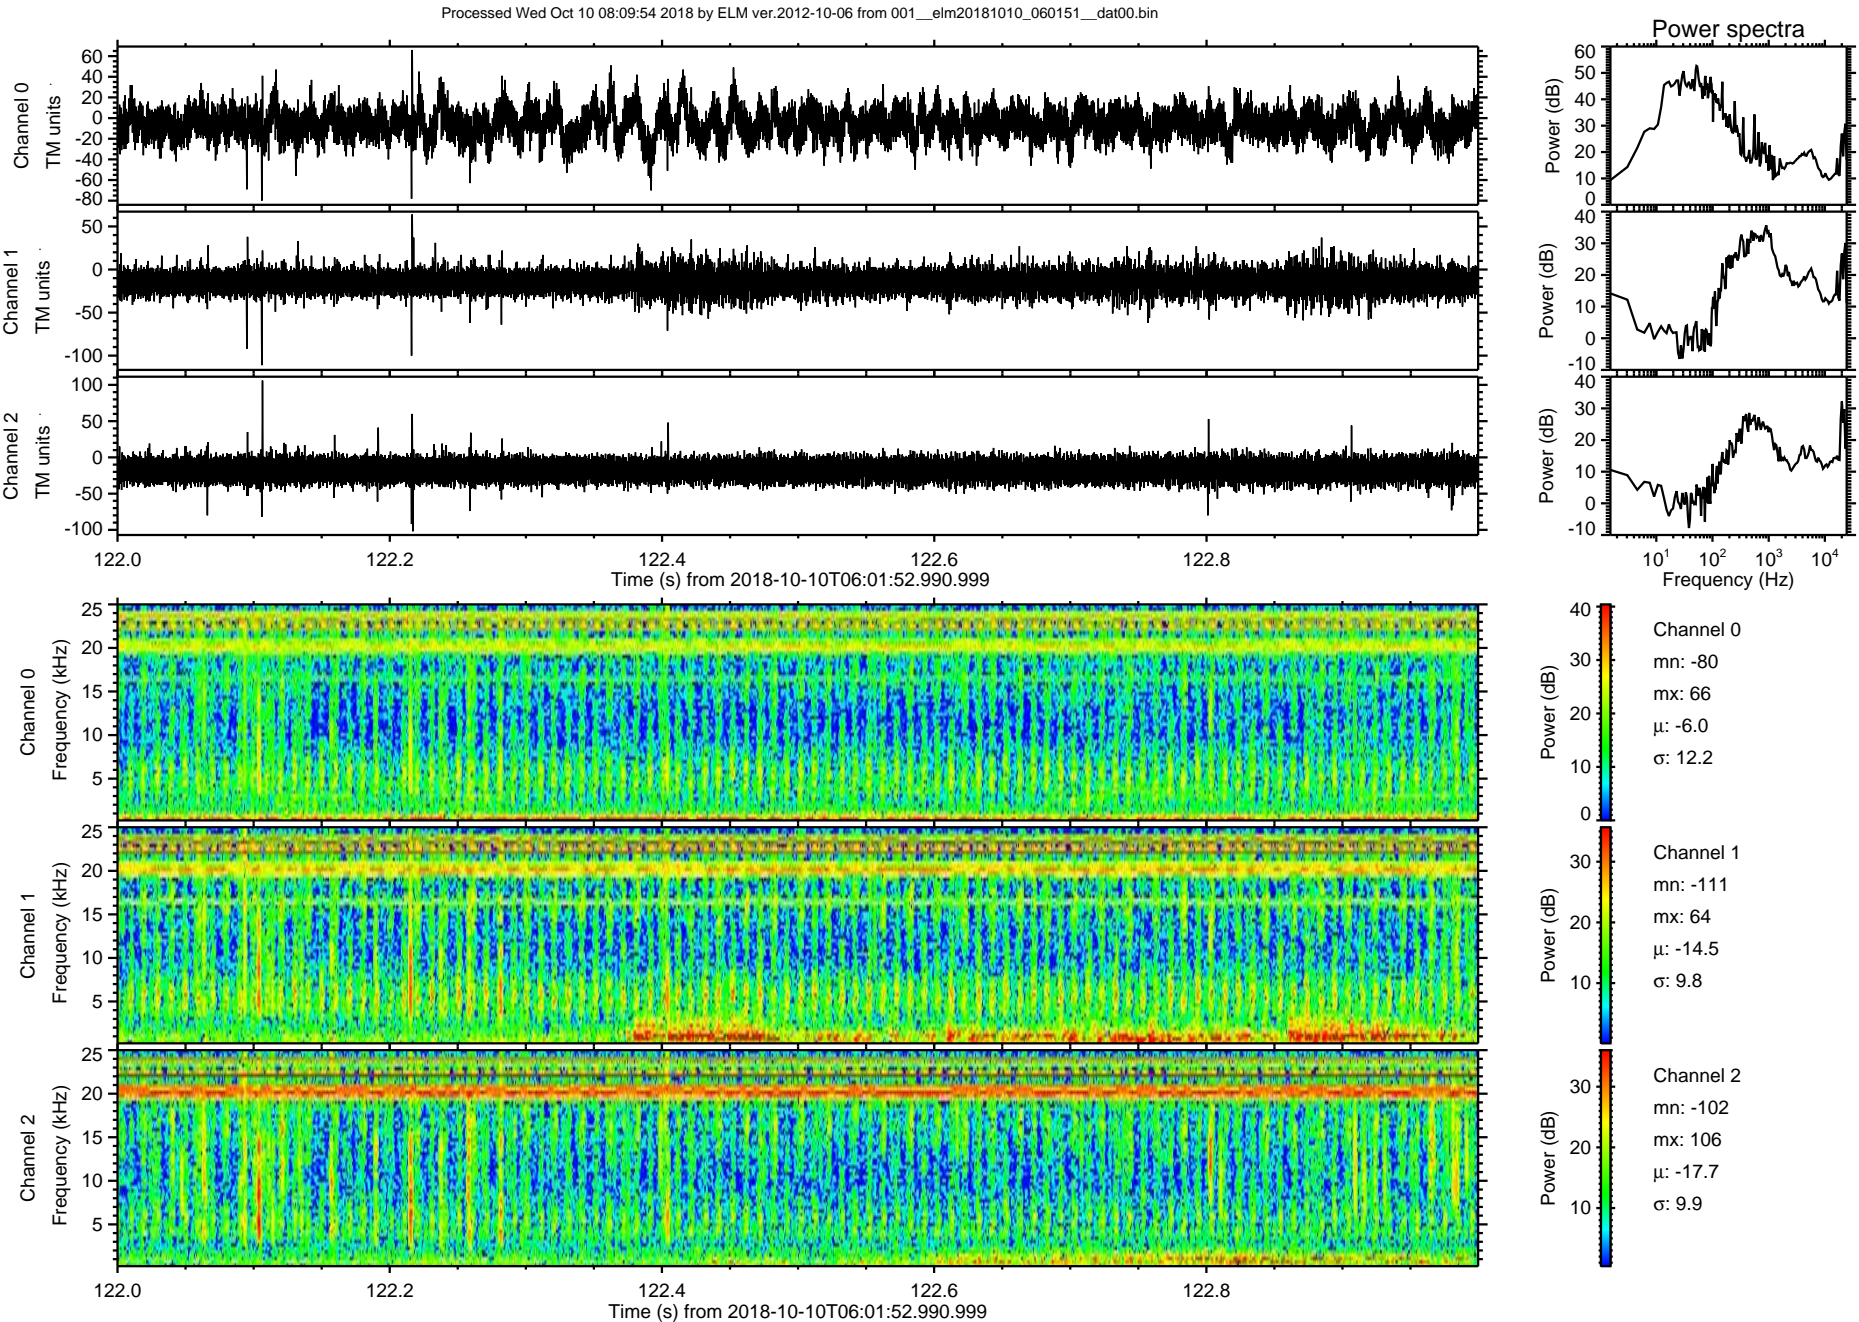 Processed Wed Oct 10 08:09:54 2018 by ELM ver.2012-10-06 from 001__elm20181010_060151__dat00.bin
Power spectra
Channel 0
TM units
60
40
20
0
-20
-40
-60
-80
Power (dB)
60
50
40
30
20
10
0
Channel 1
TM units
50
0
-50
-100
Power (dB)
40
30
20
10
0
-10
Channel 2
TM units
100
50
0
-50
-100
Power (dB)
40
30
20
10
0
-10
122.0 122.2 122.4 122.6 122.8
Time (s) from 2018-10-10T06:01:52.990.999
10¹ 10² 10³ 10⁴
Frequency (Hz)
Channel 0
Frequency (kHz)
25
20
15
10
5
Power (dB)
40
30
20
10
0
Channel 0
mn: -80
mx: 66
μ: -6.0
σ: 12.2
Channel 1
Frequency (kHz)
25
20
15
10
5
Power (dB)
30
20
10
Channel 1
mn: -111
mx: 64
μ: -14.5
σ: 9.8
Channel 2
Frequency (kHz)
25
20
15
10
5
Power (dB)
30
20
10
Channel 2
mn: -102
mx: 106
μ: -17.7
σ: 9.9
122.0 122.2 122.4 122.6 122.8
Time (s) from 2018-10-10T06:01:52.990.999